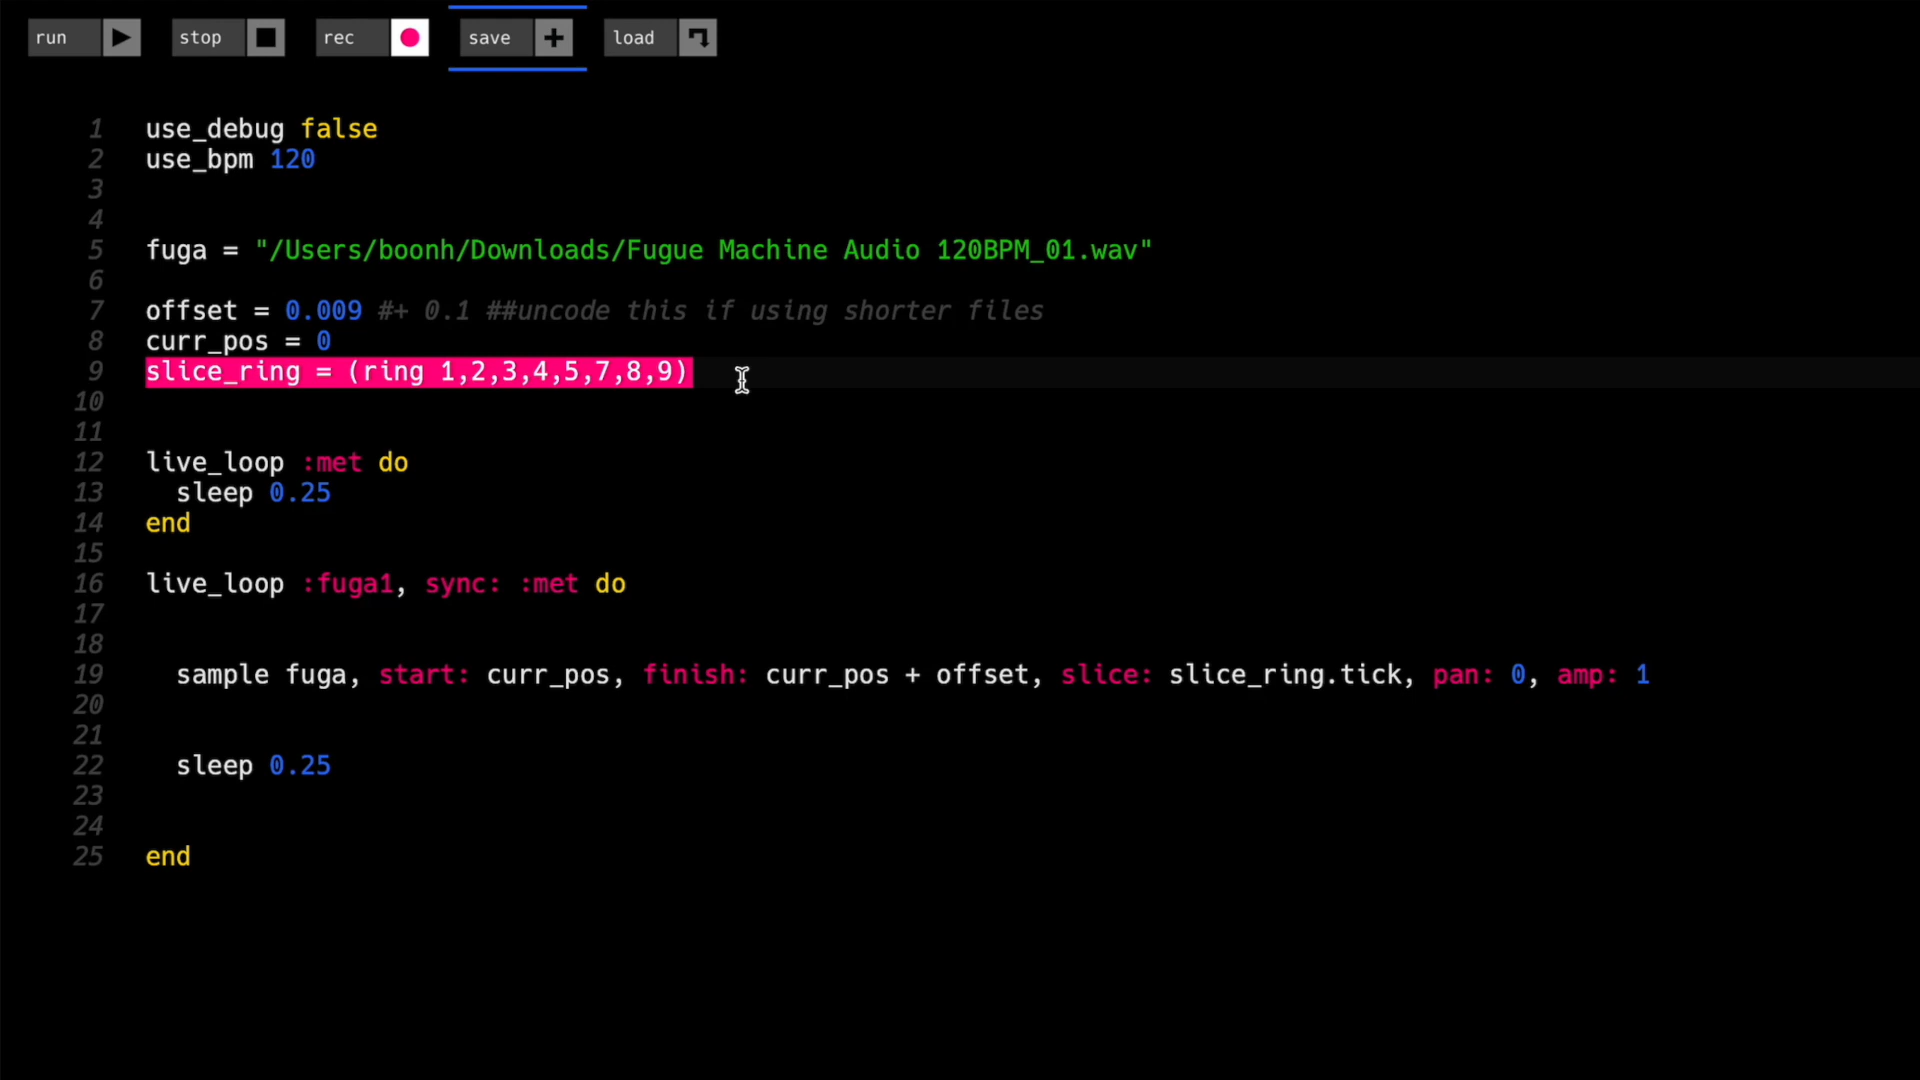 run stop rec save load
1 use_debug false
2 use_bpm 120
3
4
5 fuga = "/Users/boonh/Downloads/Fugue Machine Audio 120BPM_01.wav"
6
7 offset = 0.009 #+ 0.1 ##uncode this if using shorter files
8 curr_pos = 0
9 slice_ring = (ring 1,2,3,4,5,7,8,9)
10
11
12 live_loop :met do
13 sleep 0.25
14 end
15
16 live_loop :fuga1, sync: :met do
17
18
19 sample fuga, start: curr_pos, finish: curr_pos + offset, slice: slice_ring.tick, pan: 0, amp: 1
20
21
22 sleep 0.25
23
24
25 end